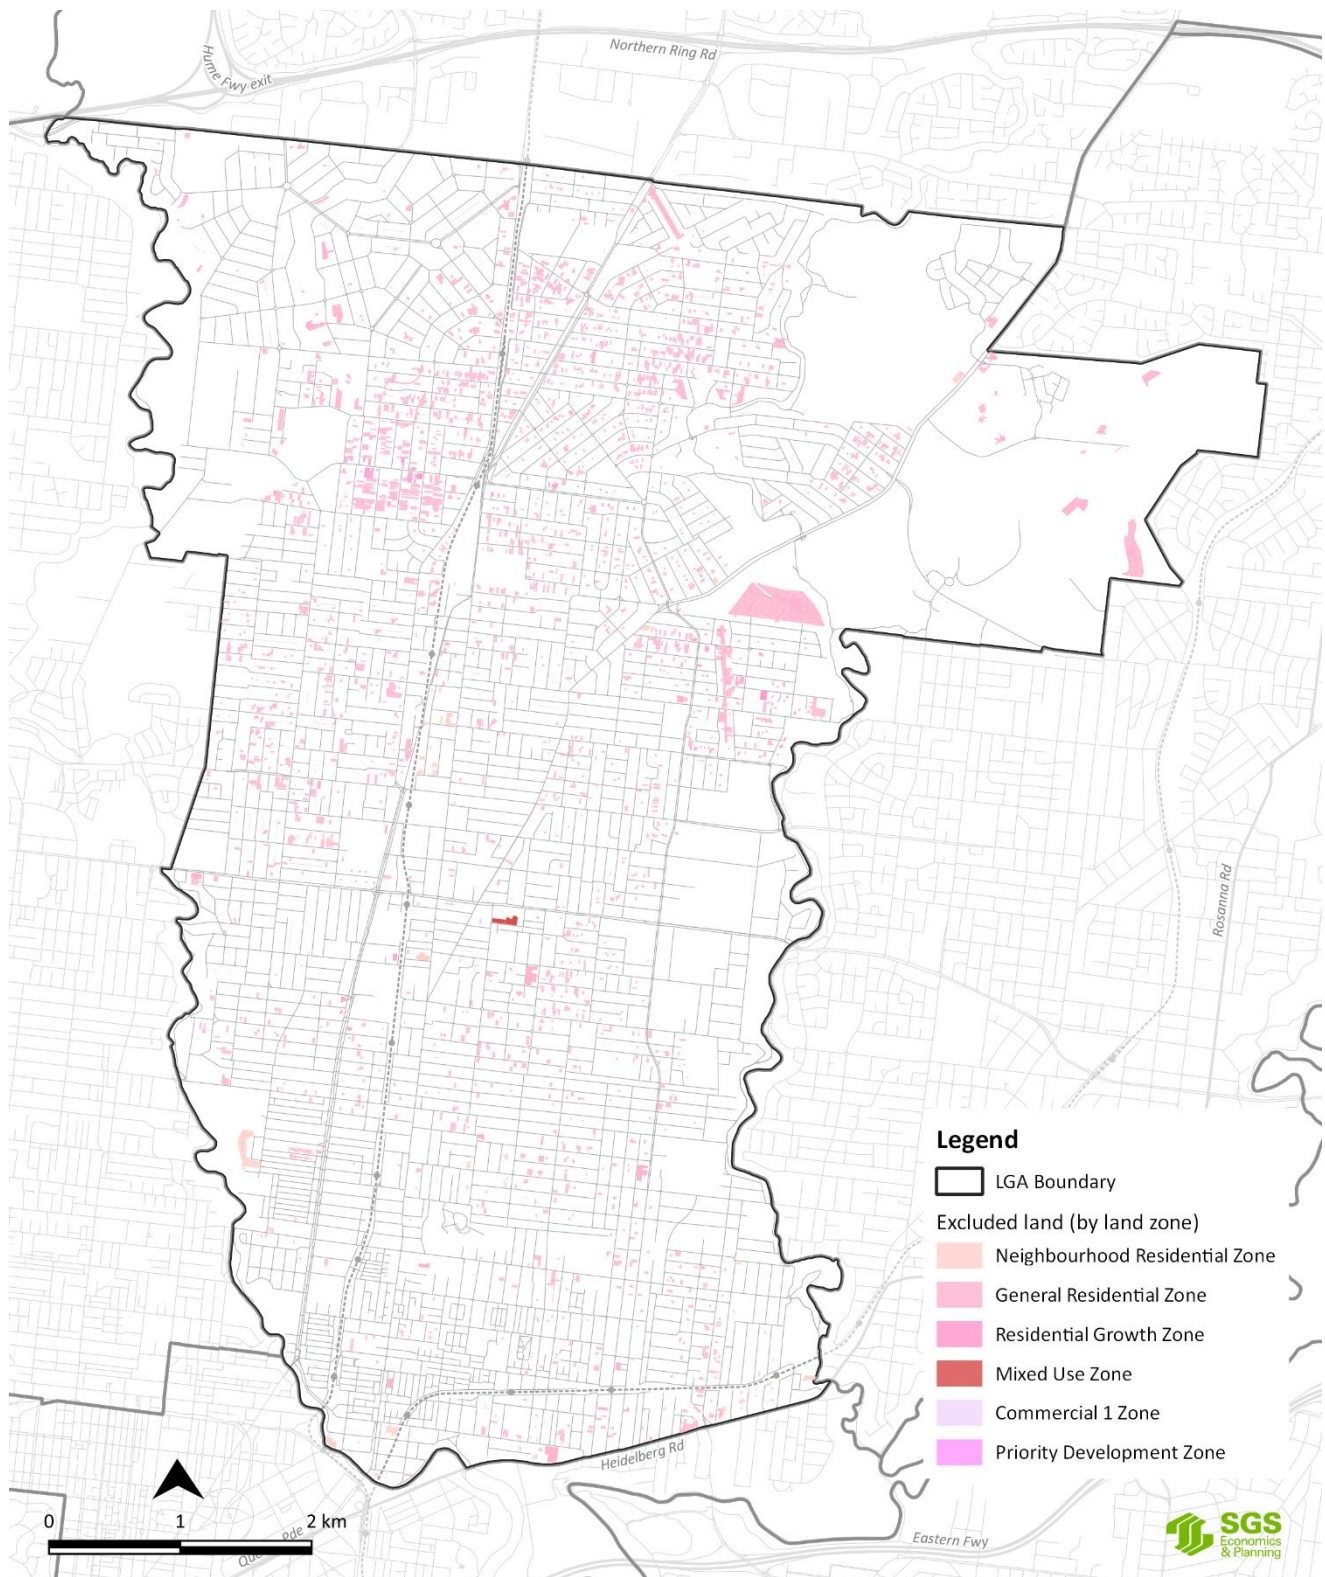 Northern Ring Rd
Hume Fwy exit
Rosanna Rd
Legend
LGA Boundary
Excluded land (by land zone)
Neighbourhood Residential Zone
General Residential Zone
Residential Growth Zone
Mixed Use Zone
Commercial 1 Zone
Priority Development Zone
Heidelberg Rd
0 1 2 km
Pde
Eastern Fwy
SGS
Economics
& Planning